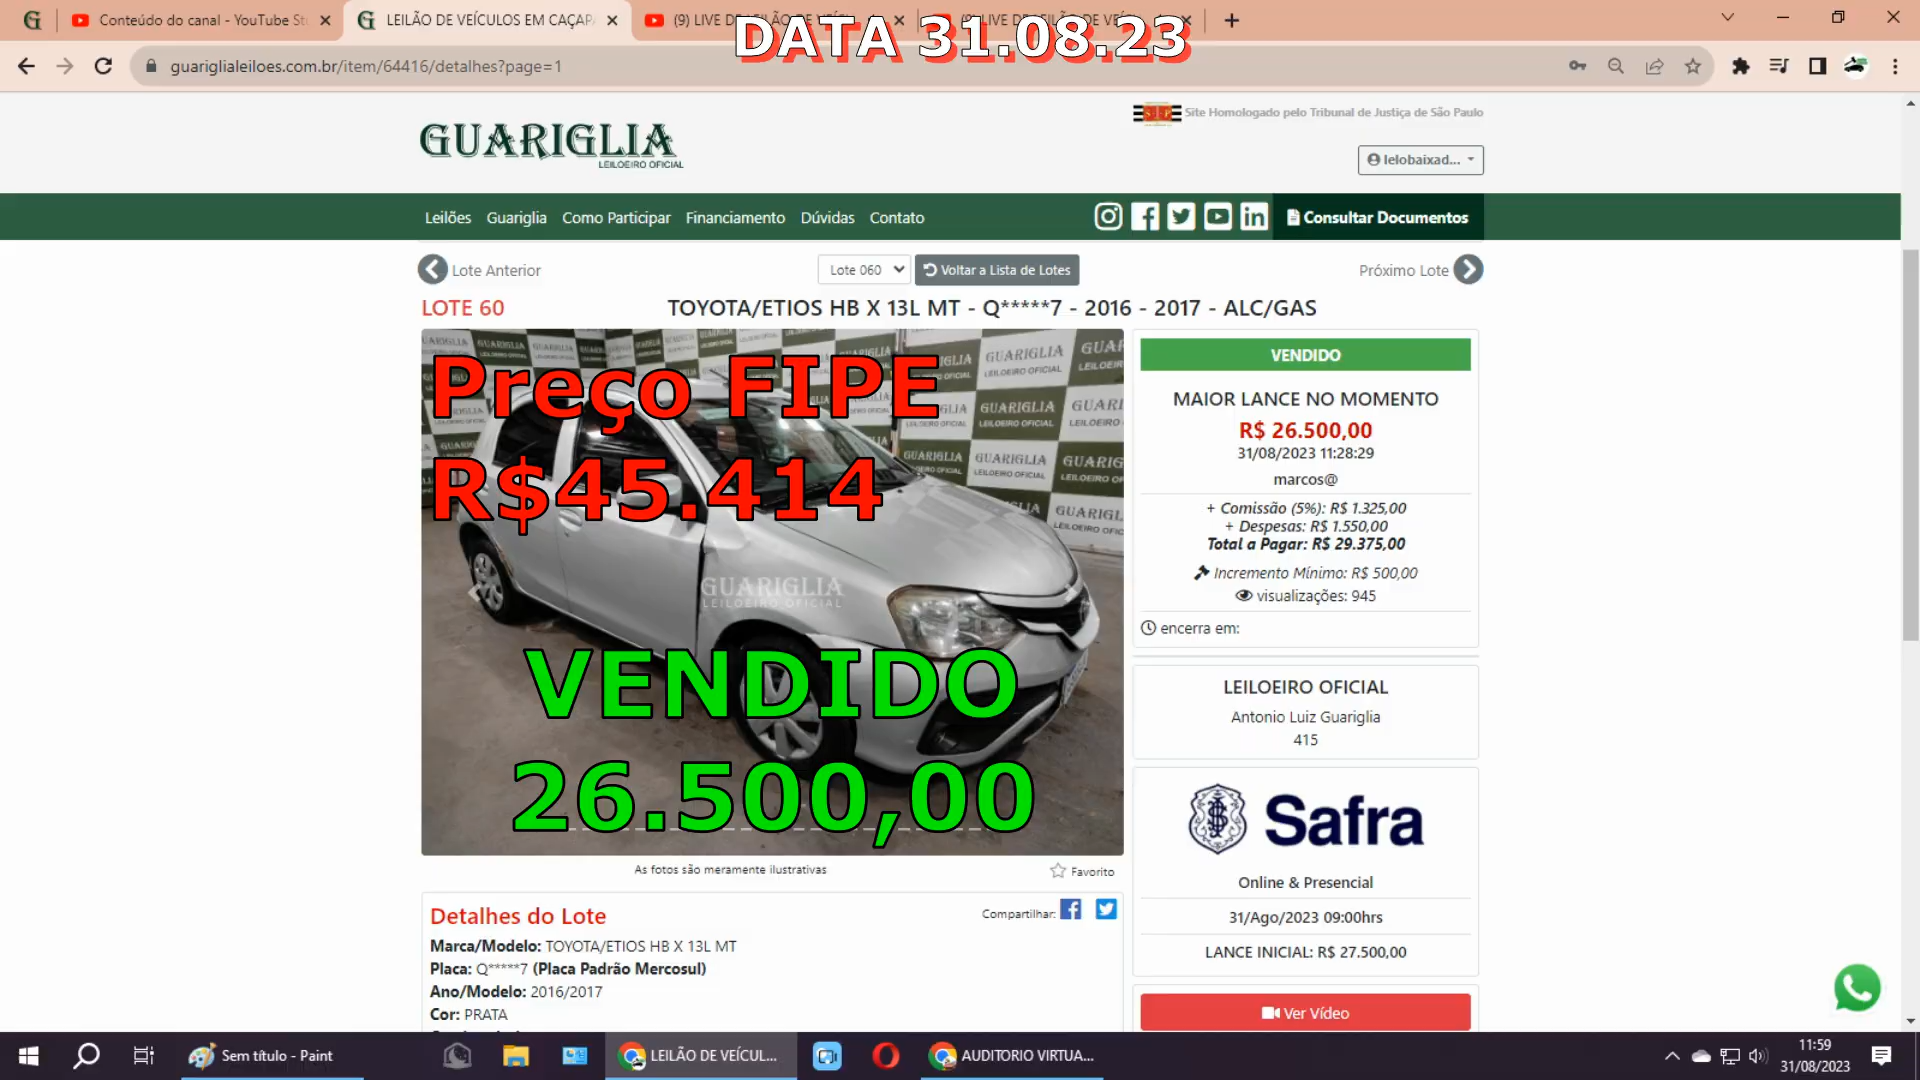 Conteúdo do canal - YouTube St
LEILÃO DE VEÍCULOS EM CAÇAPA
DATA 31.08.23
guariglialeiloes.com.br/item/64416/detalhes?page=1
GUARIGLIA
LEILOEIRO OFICIAL
Site Homologado pelo Tribunal de Justiça de São Paulo
lelobaixad...
Leilões Guariglia Como Participar Financiamento Dúvidas Contato
Consultar Documentos
Lote Anterior
Lote 060
Voltar a Lista de Lotes
Próximo Lote
LOTE 60
TOYOTA/ETIOS HB X 13L MT - Q*****7 - 2016 - 2017 - ALC/GAS
Preço FIPE
R$45.414
GUARIGLIA
LEILOEIRO OFICIAL
VENDIDO
26.500,00
As fotos são meramente ilustrativas
Favorito
VENDIDO
MAIOR LANCE NO MOMENTO
R$ 26.500,00
31/08/2023 11:28:29
marcos@
+ Comissão (5%): R$ 1.325,00
+ Despesas: R$ 1.550,00
Total a Pagar: R$ 29.375,00
Incremento Mínimo: R$ 500,00
visualizações: 945
encerra em:
LEILOEIRO OFICIAL
Antonio Luiz Guariglia
415
Safra
Online & Presencial
31/Ago/2023 09:00hrs
LANCE INICIAL: R$ 27.500,00
Ver Vídeo
Detalhes do Lote
Compartilhar:
Marca/Modelo: TOYOTA/ETIOS HB X 13L MT
Placa: Q*****7 (Placa Padrão Mercosul)
Ano/Modelo: 2016/2017
Cor: PRATA
Sem título - Paint
LEILÃO DE VEÍCUL...
AUDITORIO VIRTUA...
11:59
31/08/2023